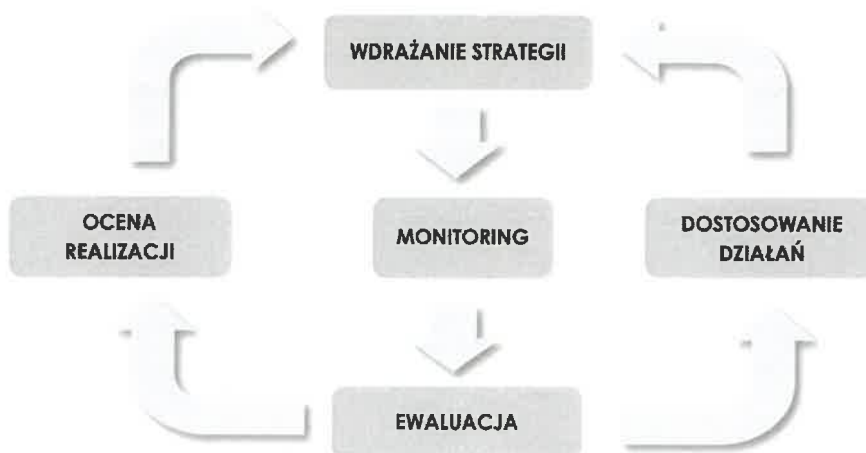 WDRAŻANIE STRATEGII
OCENA
REALIZACJI
MONITORING
DOSTOSOWANIE
DZIAŁAŃ
EWALUACJA